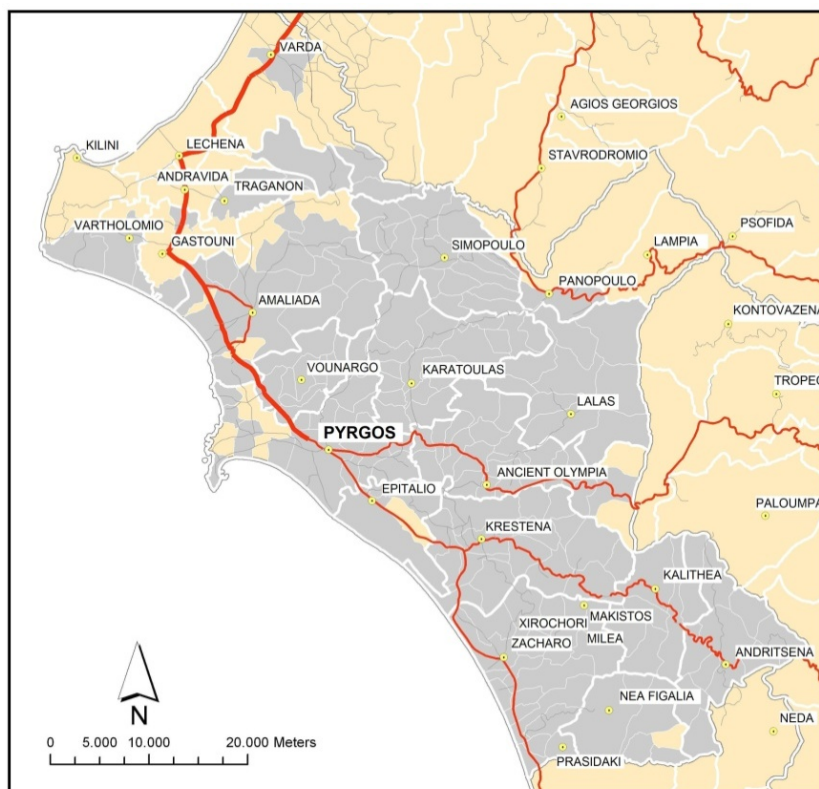 VARDA
AGIOS GEORGIOS
KILINI
LECHENA
STAVRODROMIO
ANDRAVIDA
TRAGANON
PSOFIDA
VARTHOLOMIO
GASTOUNI
SIMOPOULO
LAMPIA
PANOPOULO
AMALIADA
KONTOVAZENA
VOUNARGO
KARATOULAS
TROPEO
LALAS
PYRGOS
ANCIENT OLYMPIA
EPITALIO
PALOUMPA
KRESTENA
KALITHEA
MAKISTOS
XIROCHORI
ZACHARO
MILEA
ANDRITSENA
NEA FIGALIA
N
NEDA
0 5.000 10.000 20.000 Meters
PRASIDAKI